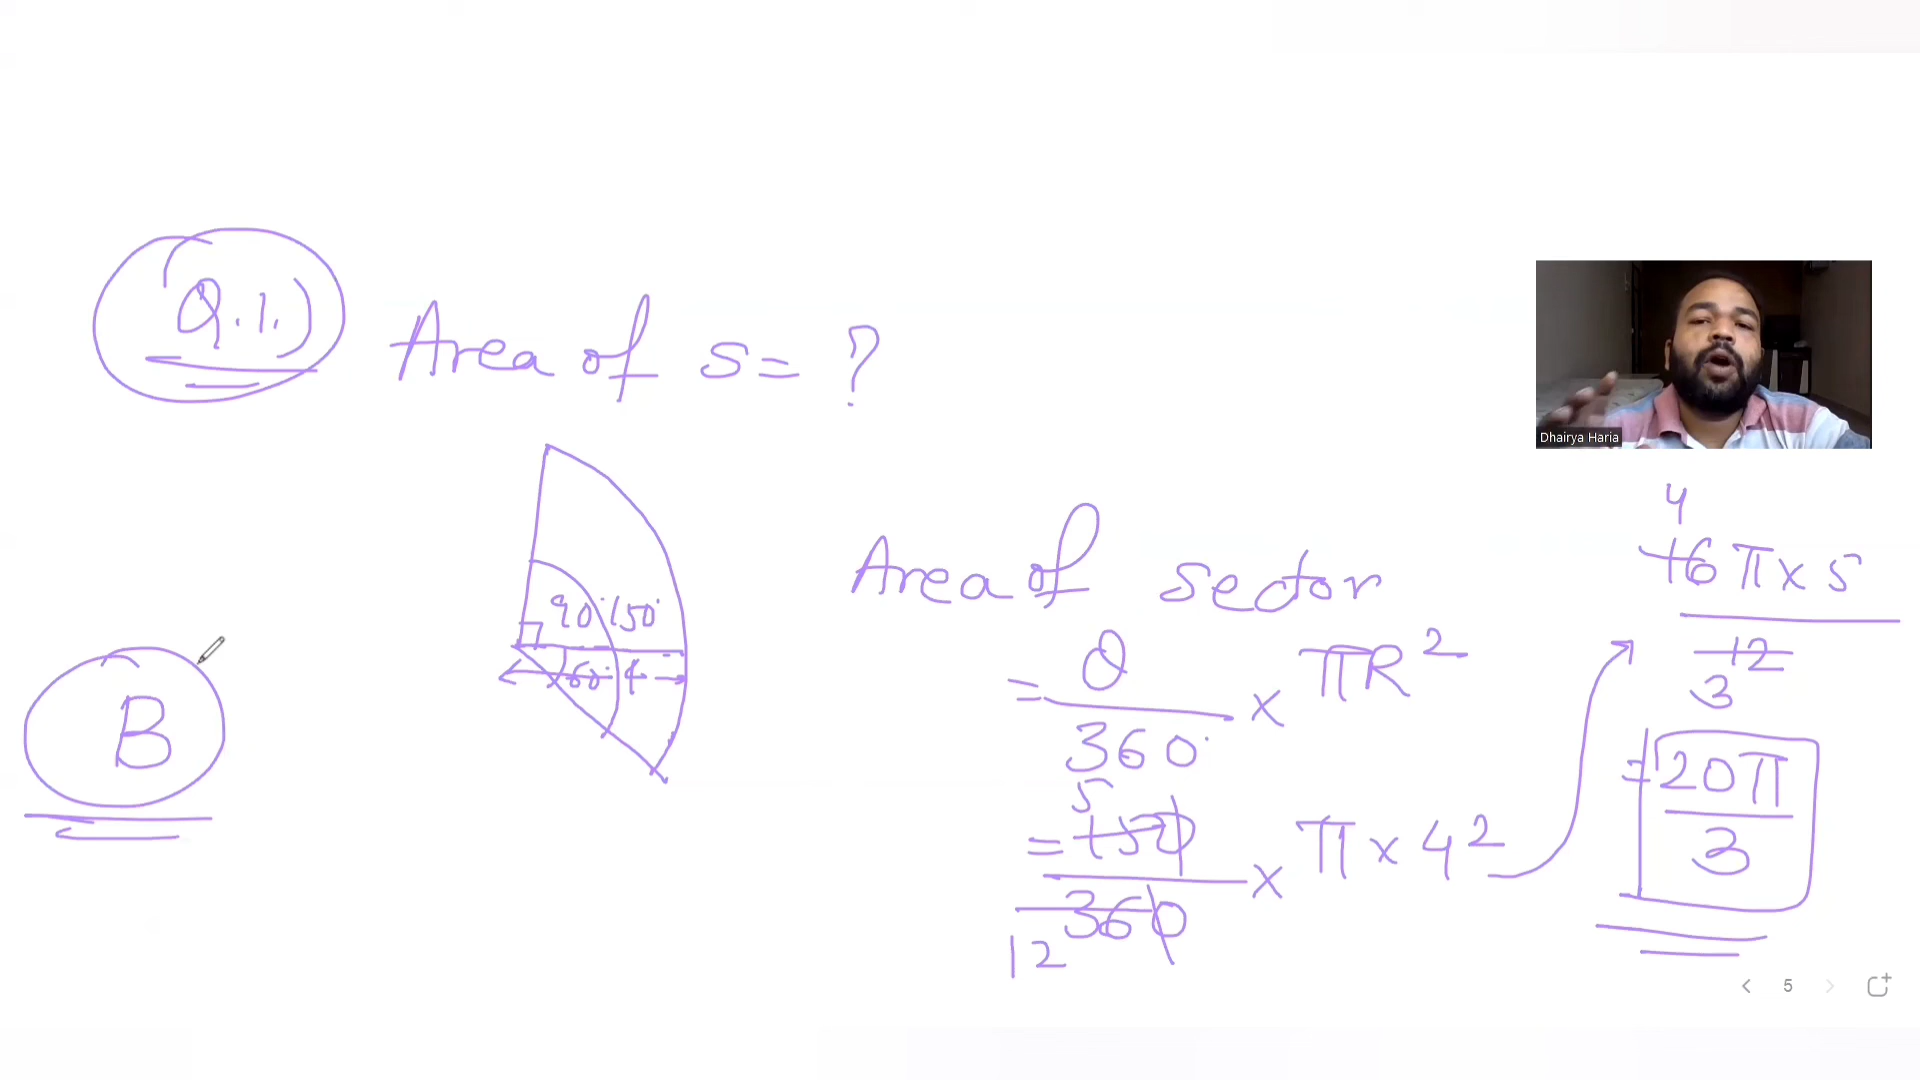 Q.1.) Area of s = ?
90° 150°
60° 4
B
Area of sector
= θ/360° × πR²
= 150/360 × π × 4²
5
12
4
16π × 5
12
3
= 20π/3
Dhairya Haria
5